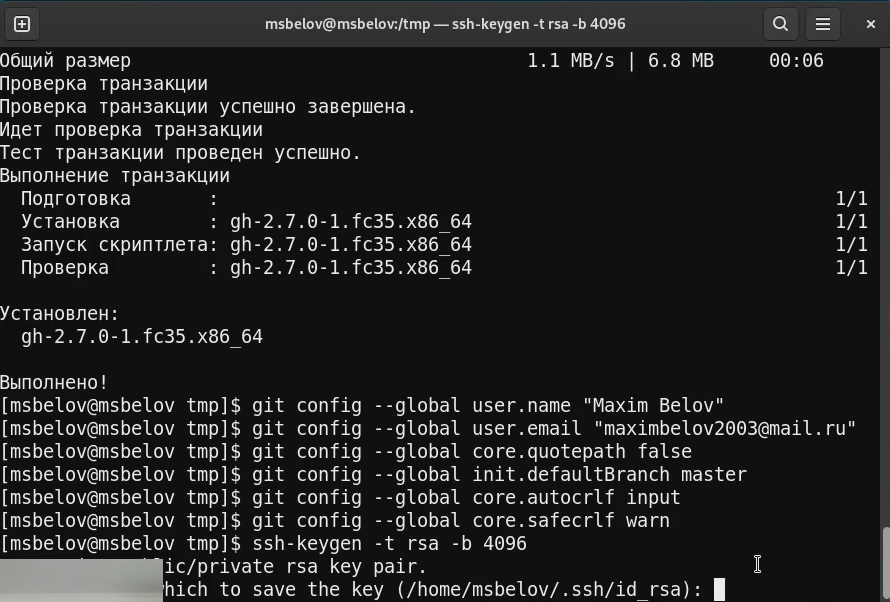 msbelov@msbelov:/tmp — ssh-keygen -t rsa -b 4096
Общий размер 1.1 MB/s | 6.8 MB 00:06
Проверка транзакции
Проверка транзакции успешно завершена.
Идет проверка транзакции
Тест транзакции проведен успешно.
Выполнение транзакции
Подготовка : 1/1
Установка : gh-2.7.0-1.fc35.x86_64 1/1
Запуск скриптлета: gh-2.7.0-1.fc35.x86_64 1/1
Проверка : gh-2.7.0-1.fc35.x86_64 1/1
Установлен:
gh-2.7.0-1.fc35.x86_64
Выполнено!
[msbelov@msbelov tmp]$ git config --global user.name "Maxim Belov"
[msbelov@msbelov tmp]$ git config --global user.email "maximbelov2003@mail.ru"
[msbelov@msbelov tmp]$ git config --global core.quotepath false
[msbelov@msbelov tmp]$ git config --global init.defaultBranch master
[msbelov@msbelov tmp]$ git config --global core.autocrlf input
[msbelov@msbelov tmp]$ git config --global core.safecrlf warn
[msbelov@msbelov tmp]$ ssh-keygen -t rsa -b 4096
ic/private rsa key pair.
hich to save the key (/home/msbelov/.ssh/id_rsa):